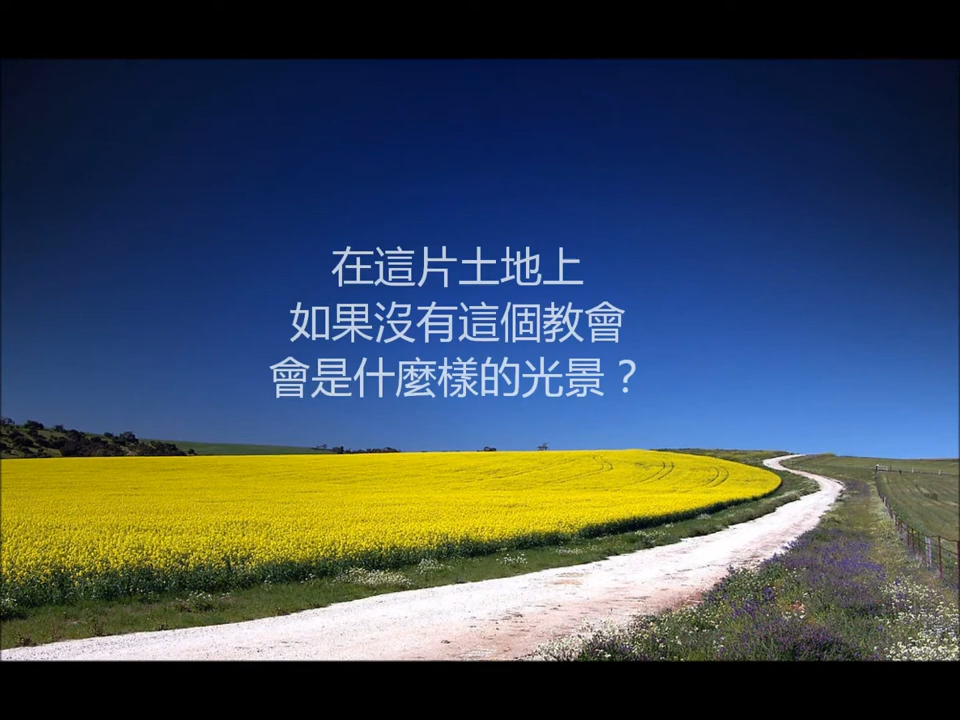 在這片土地上
如果沒有這個教會
會是什麼樣的光景？